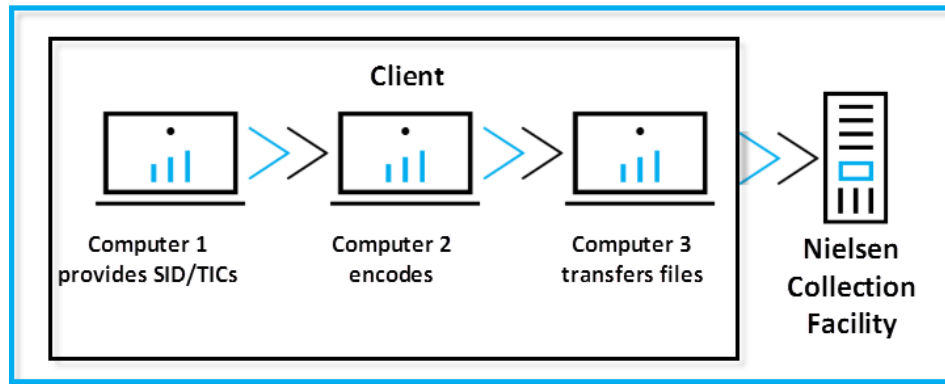 Client
Computer 1
provides SID/TICs
Computer 2
encodes
Computer 3
transfers files
Nielsen
Collection
Facility